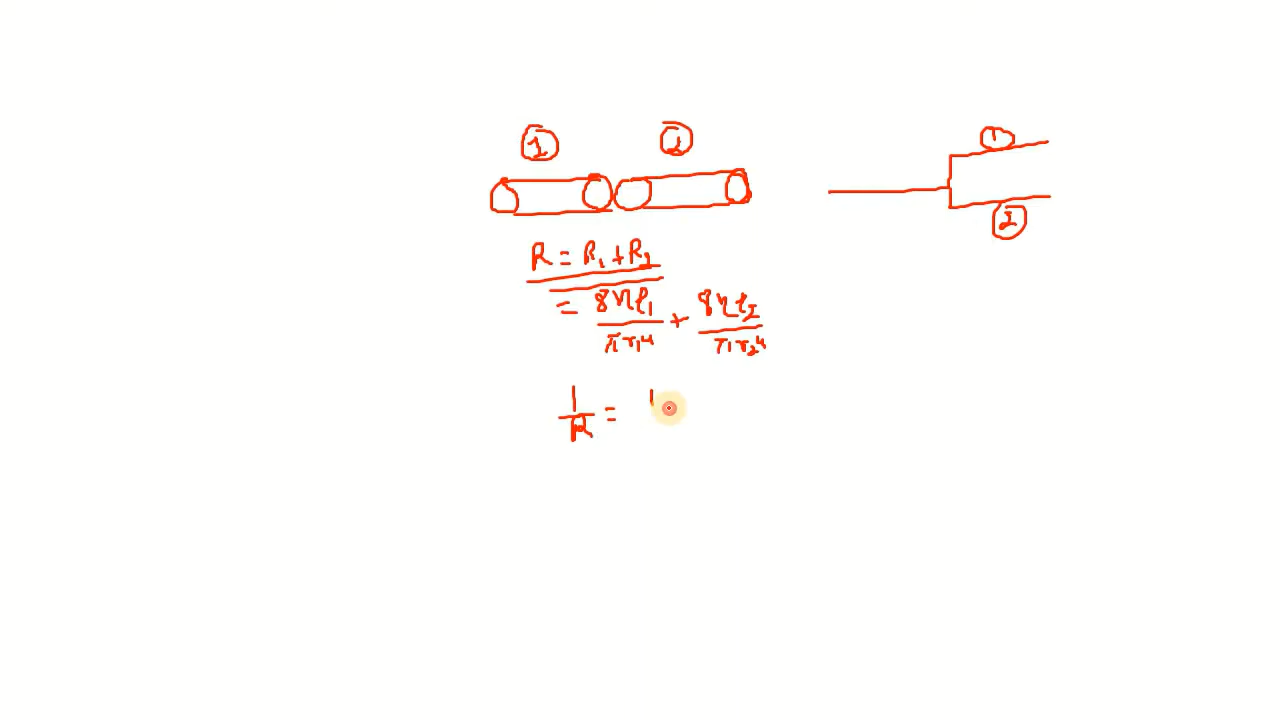 ① ②
①
②
R = R₁ + R₂
= 8ηl₁/πr₁⁴ + 8ηl₂/πr₂⁴
1/R = 1